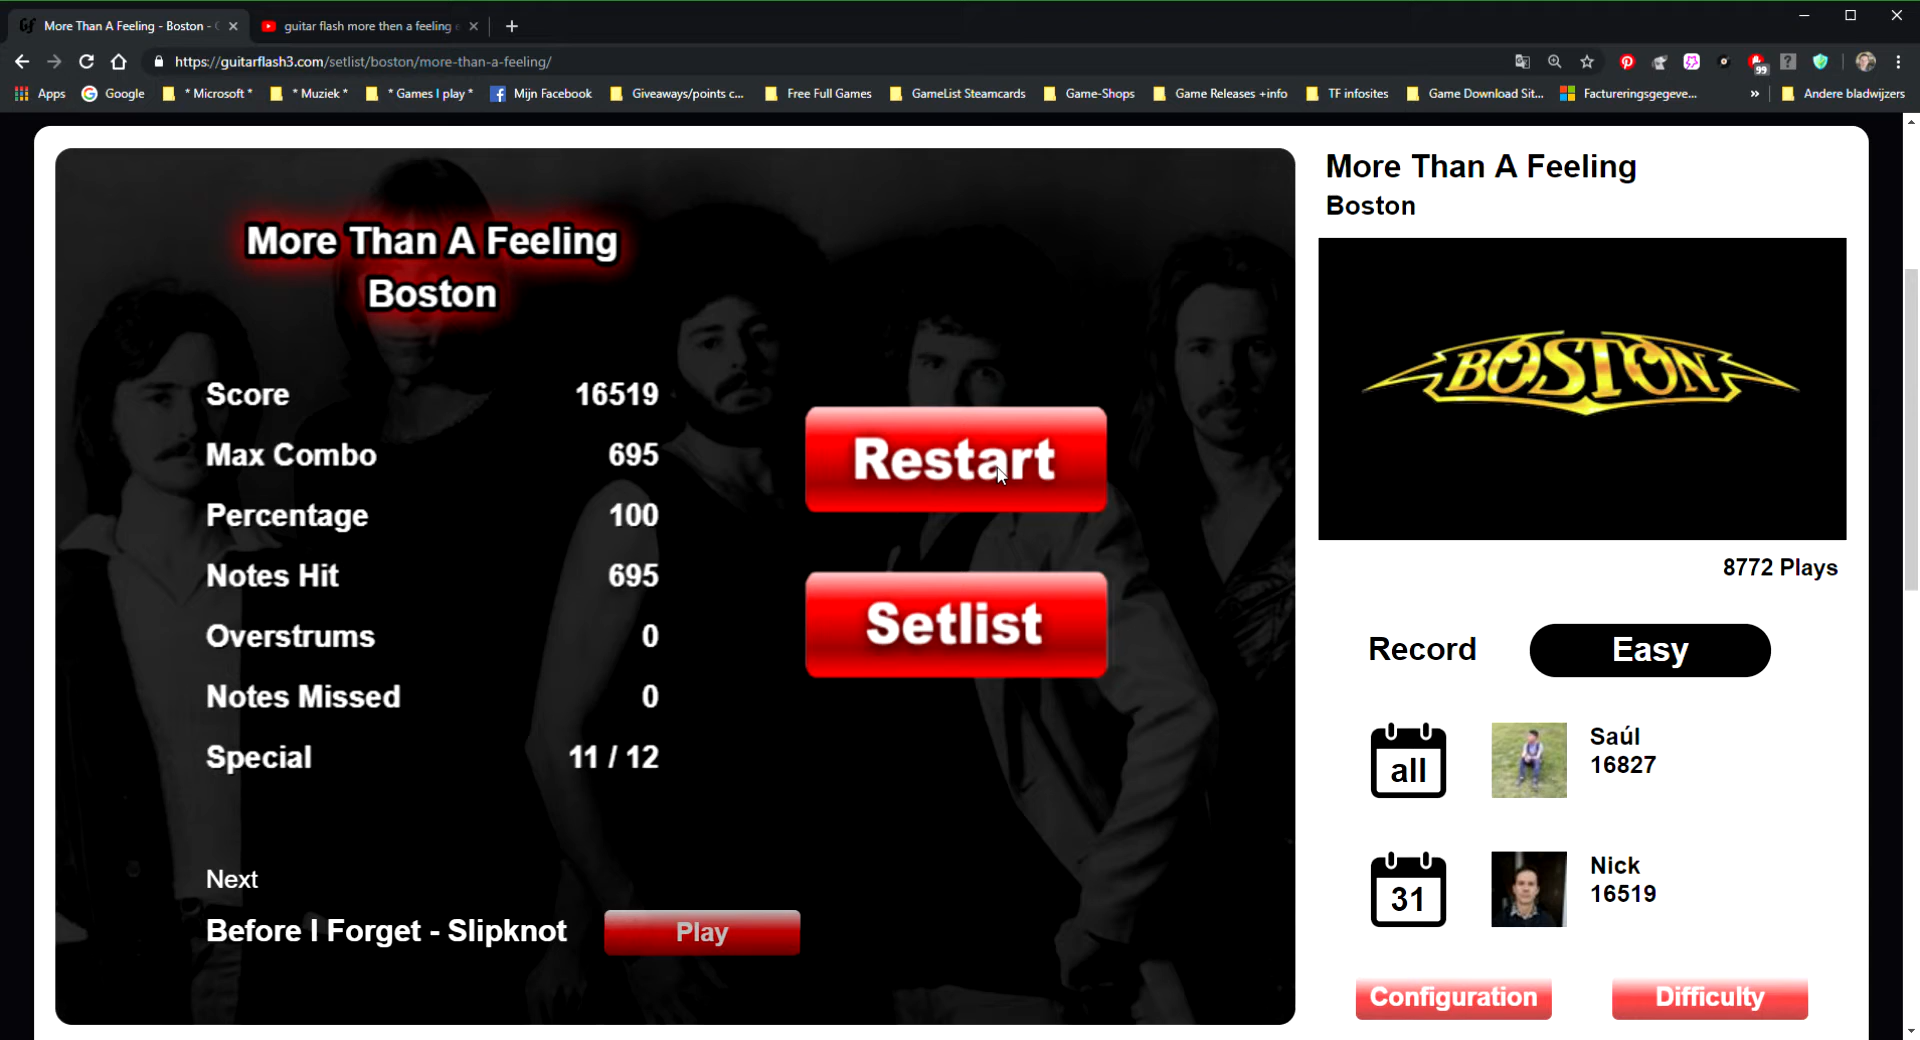 More Than A Feeling - Boston -
guitar flash more then a feeling
https://guitarflash3.com/setlist/boston/more-than-a-feeling/
99
Apps
Google
* Microsoft *
* Muziek *
* Games I play *
Mijn Facebook
Giveaways/points c...
Free Full Games
GameList Steamcards
Game-Shops
Game Releases +info
TF infosites
Game Download Sit...
Factureringsgegeve...
»
Andere bladwijzers
More Than A Feeling
Boston
Score 16519
Max Combo 695
Percentage 100
Notes Hit 695
Overstrums 0
Notes Missed 0
Special 11 / 12
Restart
Setlist
Next
Before I Forget - Slipknot Play
More Than A Feeling
Boston
BOSTON
8772 Plays
Record Easy
all
Saúl
16827
31
Nick
16519
Configuration Difficulty